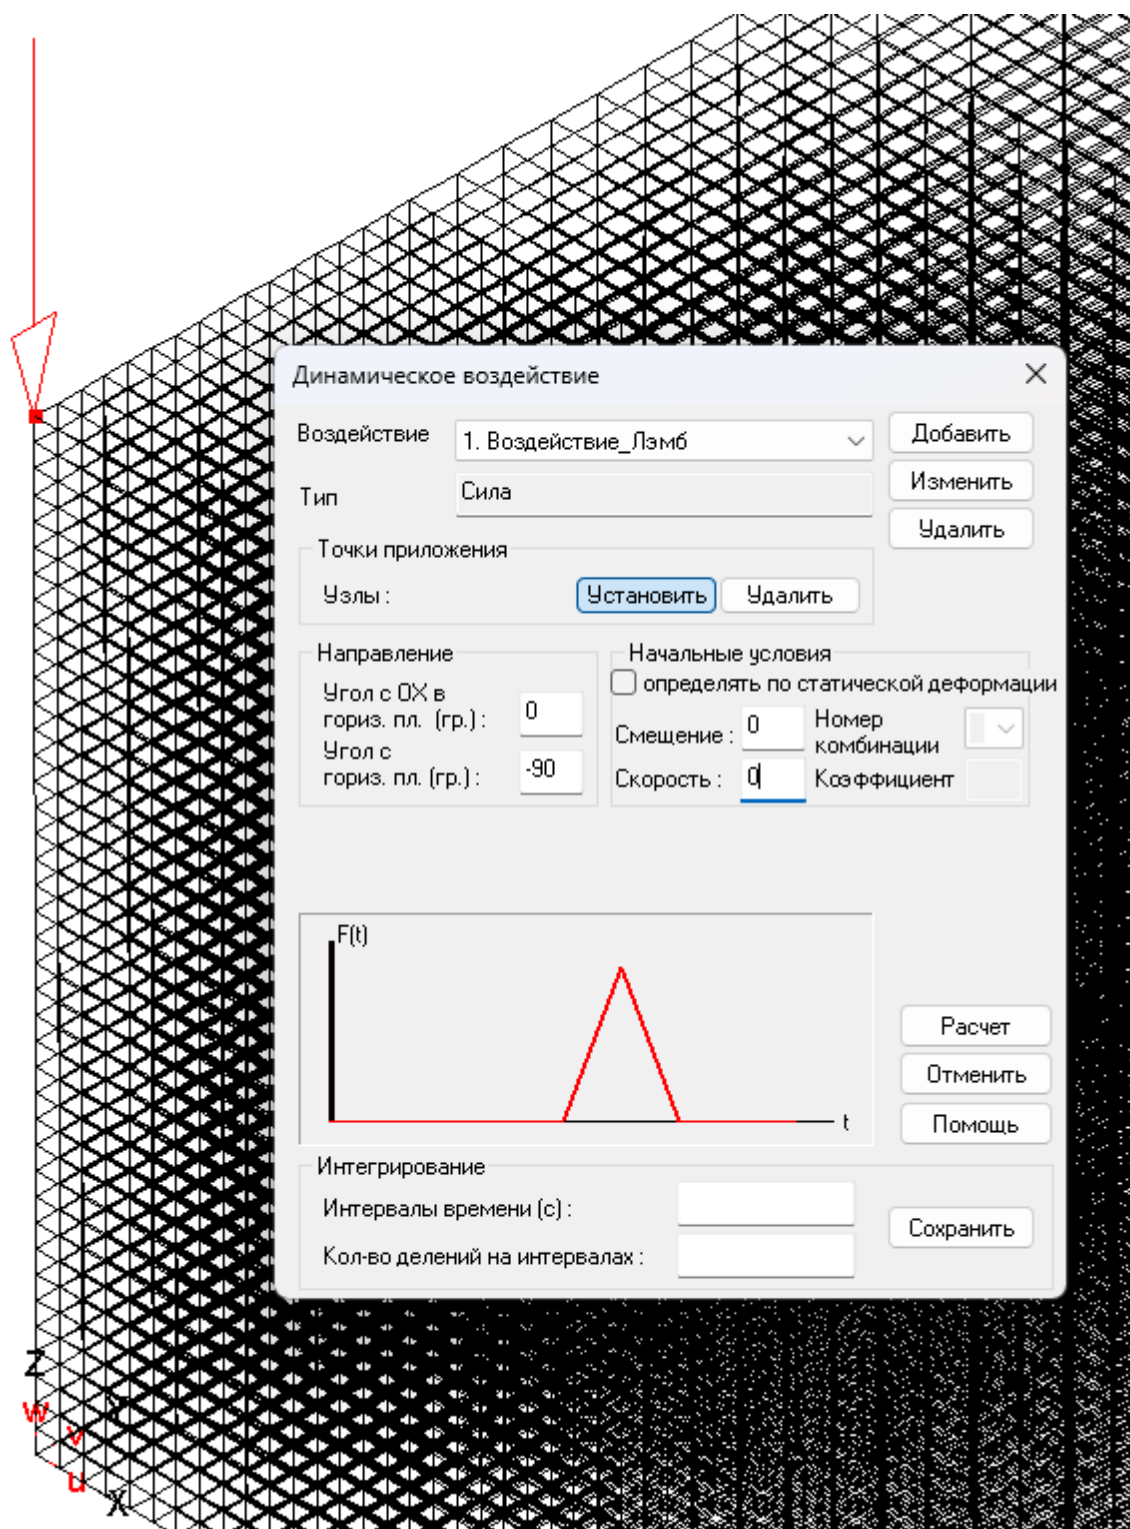 Динамическое воздействие
Воздействие
1. Воздействие_Лэмб
Добавить
Тип
Сила
Изменить
Удалить
Точки приложения
Узлы :
Установить
Удалить
Направление
Угол с OX в
гориз. пл. (гр.) :
0
Угол с
гориз. пл. (гр.) :
-90
Начальные условия
определять по статической деформации
Смещение :
0
Номер
комбинации
Скорость :
0
Коэффициент
F(t)
t
Расчет
Отменить
Помощь
Интегрирование
Интервалы времени (с) :
Кол-во делений на интервалах :
Сохранить
Z
Y
W
V
U
X